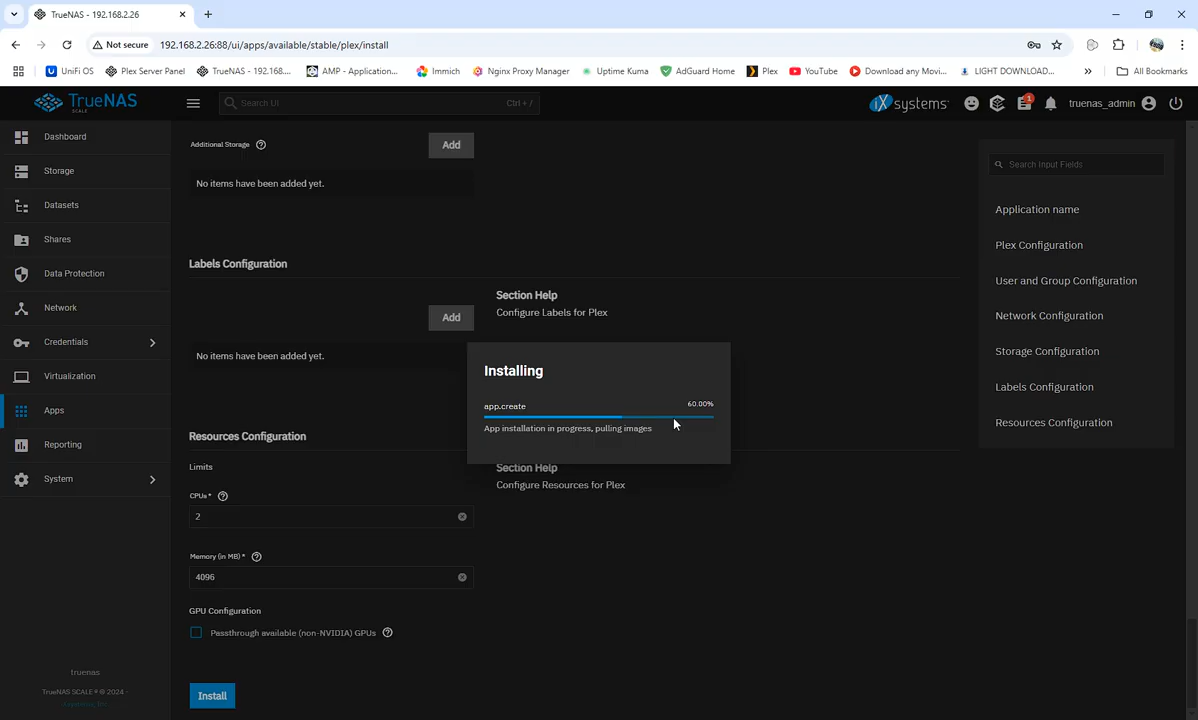 TrueNAS - 192.168.2.26
Not secure
192.168.2.26:88/ui/apps/available/stable/plex/install
UniFi OS
Plex Server Panel
TrueNAS - 192.168....
AMP - Application...
Immich
Nginx Proxy Manager
Uptime Kuma
AdGuard Home
Plex
YouTube
Download any Movi...
LIGHT DOWNLOAD...
»
All Bookmarks
TrueNAS
SCALE
Search UI
Ctrl + /
iXsystems
1
truenas_admin
Dashboard
Storage
Datasets
Shares
Data Protection
Network
Credentials
Virtualization
Apps
Reporting
System
truenas
TrueNAS SCALE ® © 2024 -
Additional Storage
Add
No items have been added yet.
Labels Configuration
Add
Section Help
Configure Labels for Plex
No items have been added yet.
Installing
app.create
60.00%
App installation in progress, pulling images
Resources Configuration
Limits
Section Help
Configure Resources for Plex
CPUs*
2
Memory (in MB) *
4096
GPU Configuration
Passthrough available (non-NVIDIA) GPUs
Install
Search Input Fields
Application name
Plex Configuration
User and Group Configuration
Network Configuration
Storage Configuration
Labels Configuration
Resources Configuration